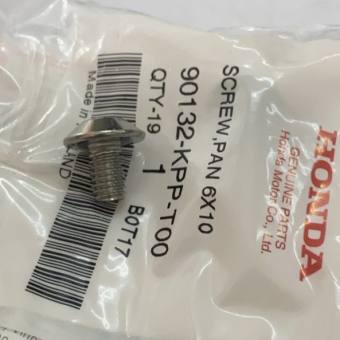 HONDA
GENUINE PARTS
Honda Motor Co., Ltd.
SCREW,PAN 6X10
90132-KPP-T00
QTY-19
1
B0T17
Made in